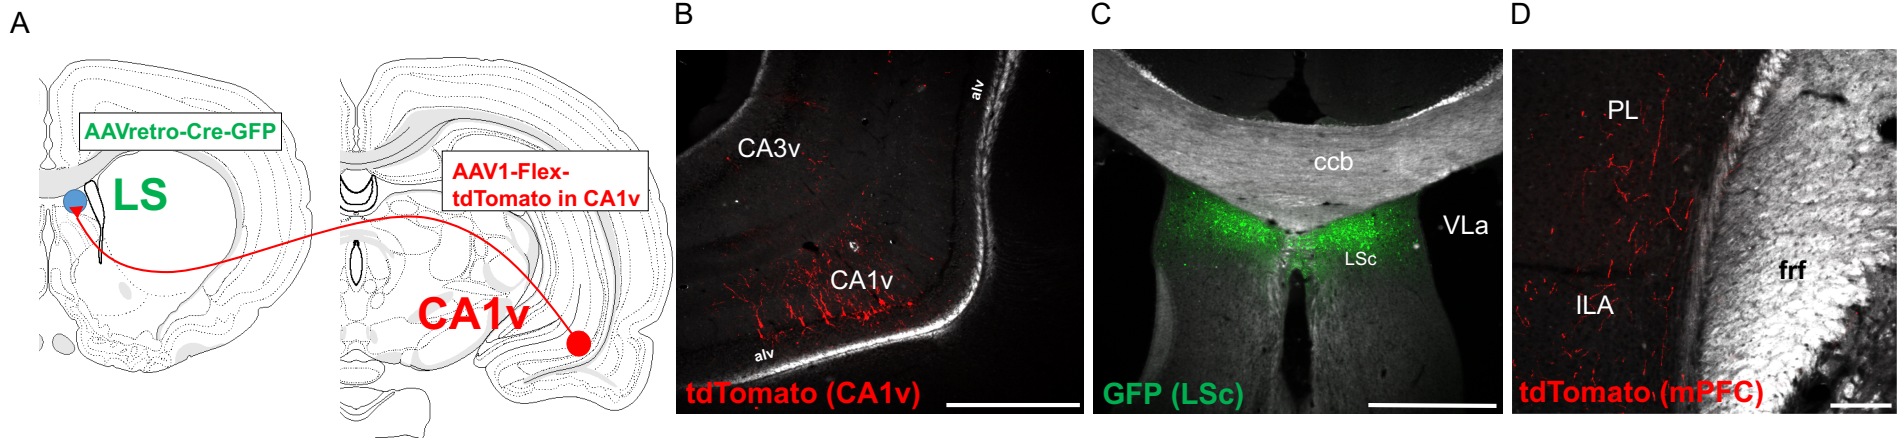 A
AAVretro-Cre-GFP
LS
AAV1-Flex-
tdTomato in CA1v
CA1v
B
alv
CA3v
CA1v
alv
tdTomato (CA1v)
C
ccb
VLa
LSc
GFP (LSc)
D
PL
frf
ILA
tdTomato (mPFC)